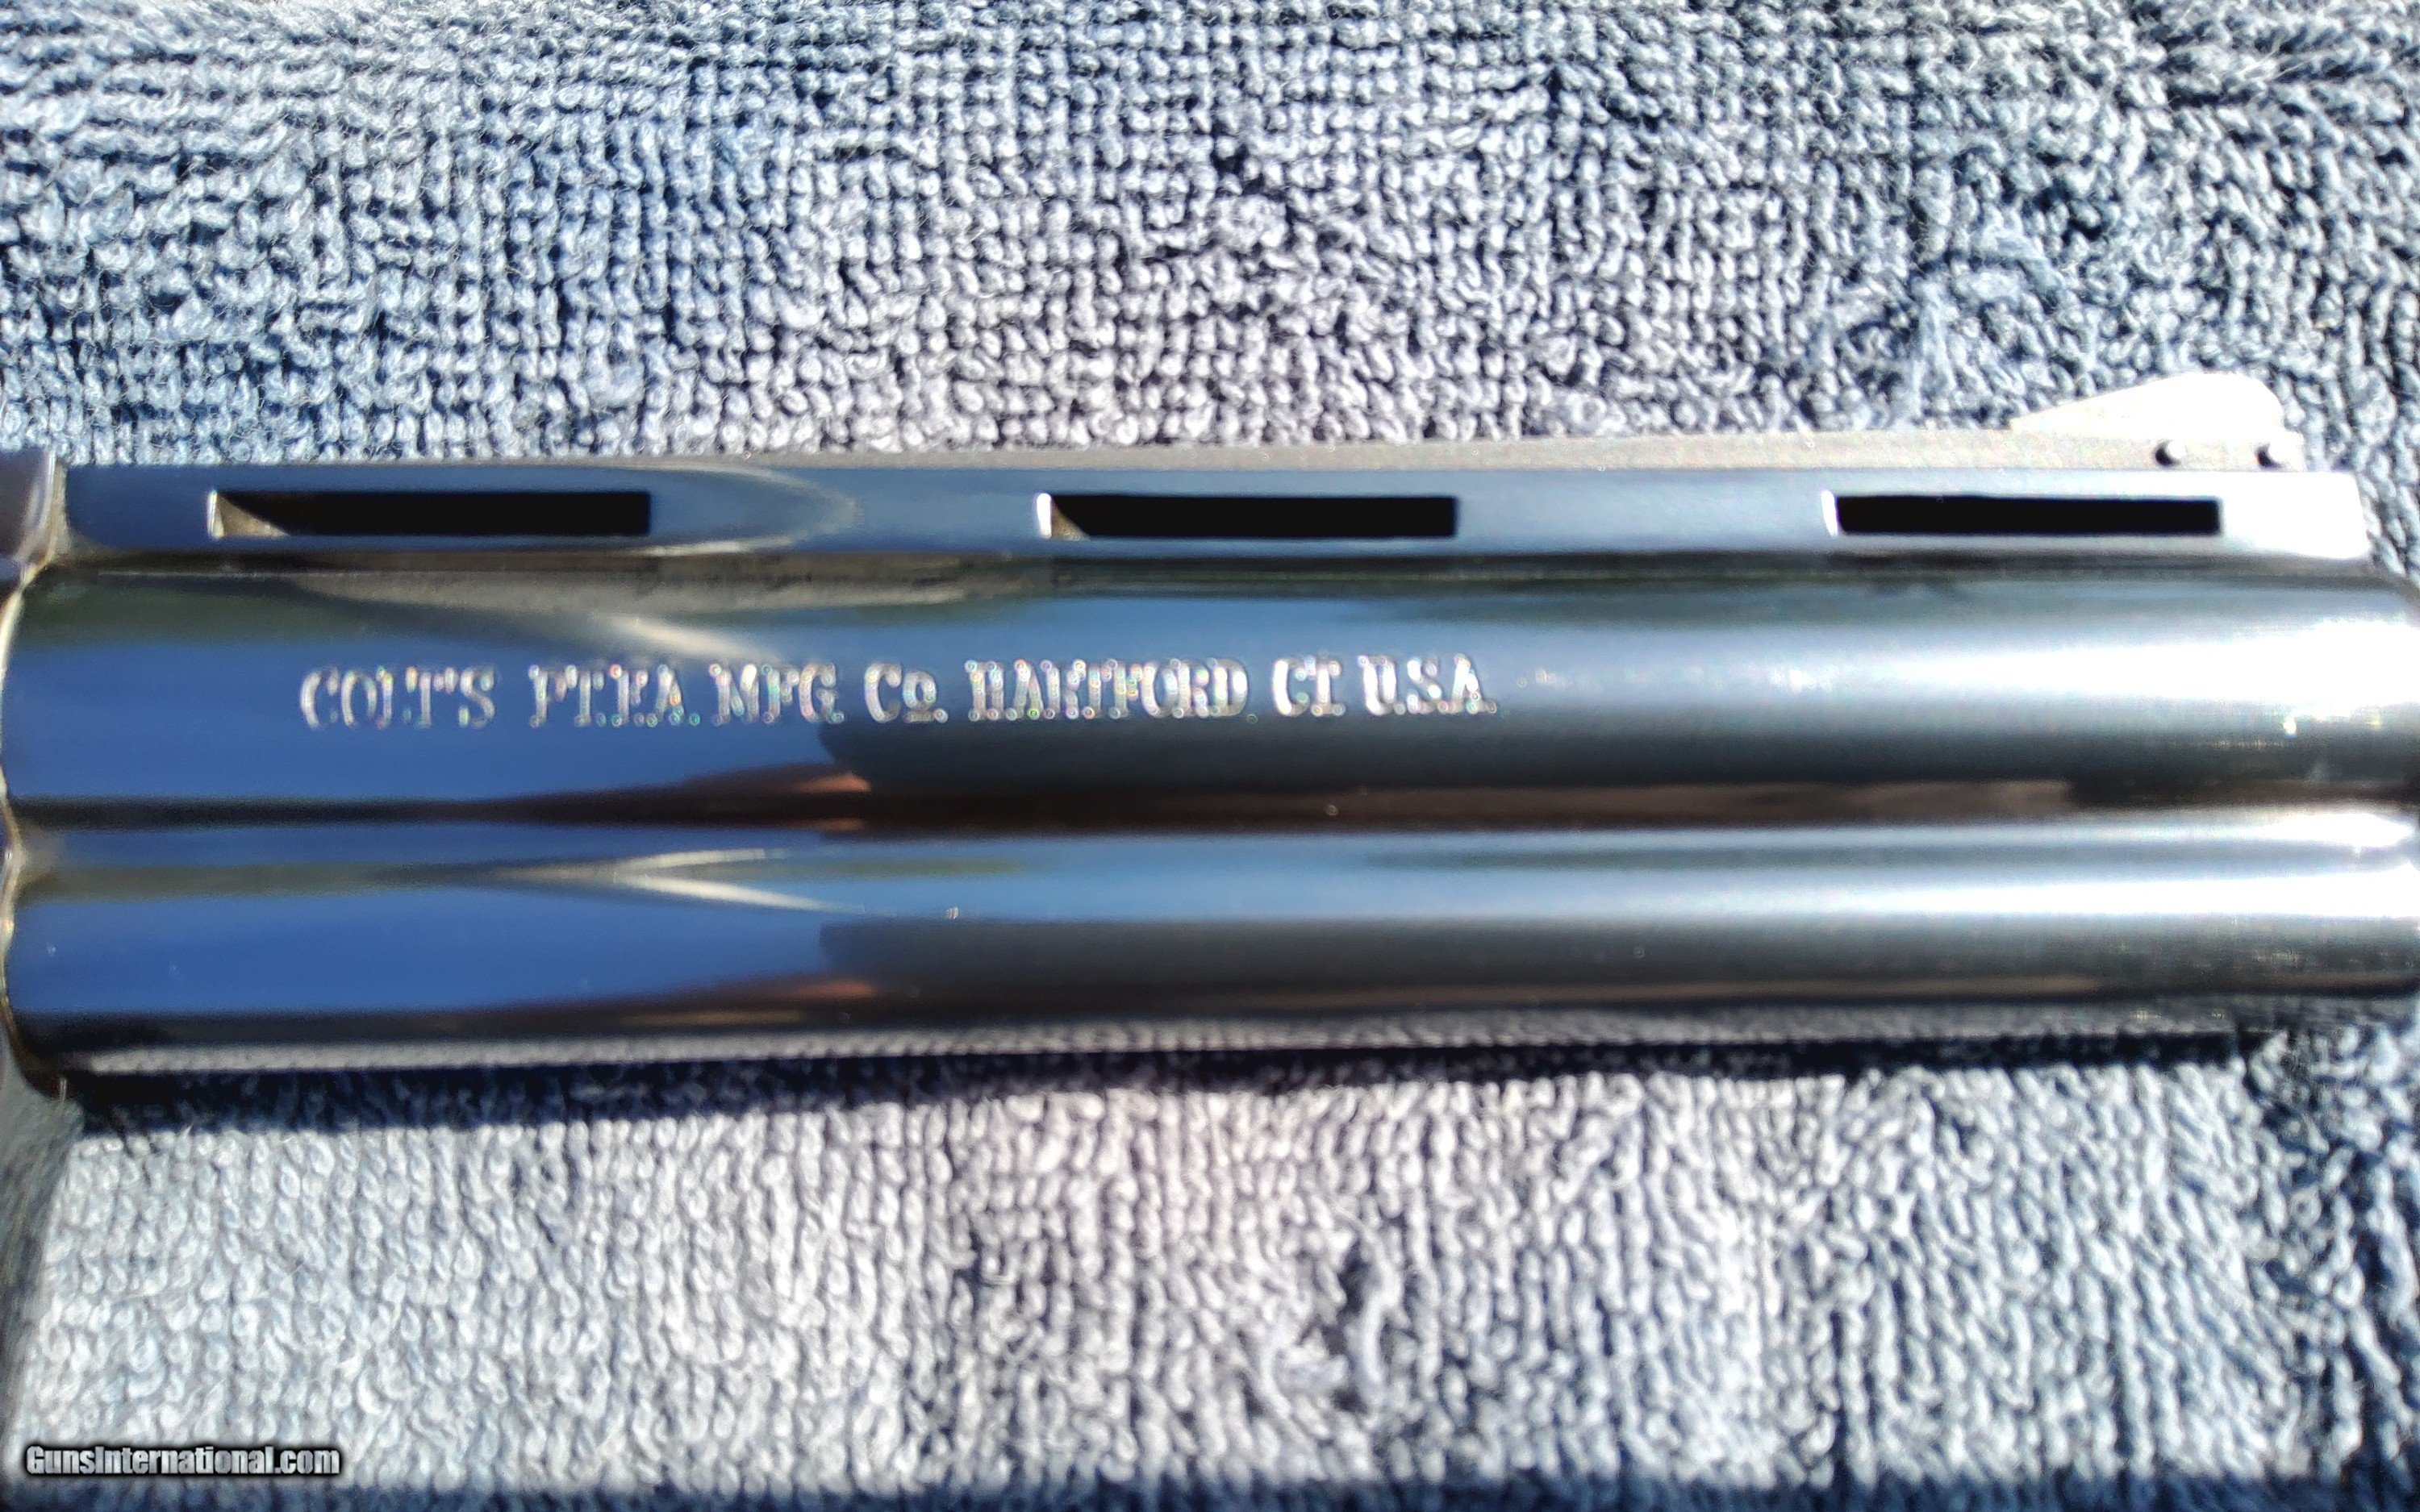 COLT'S PT.F.A. MFG. Co. HARTFORD, CT. U.S.A.
GunsInternational.com